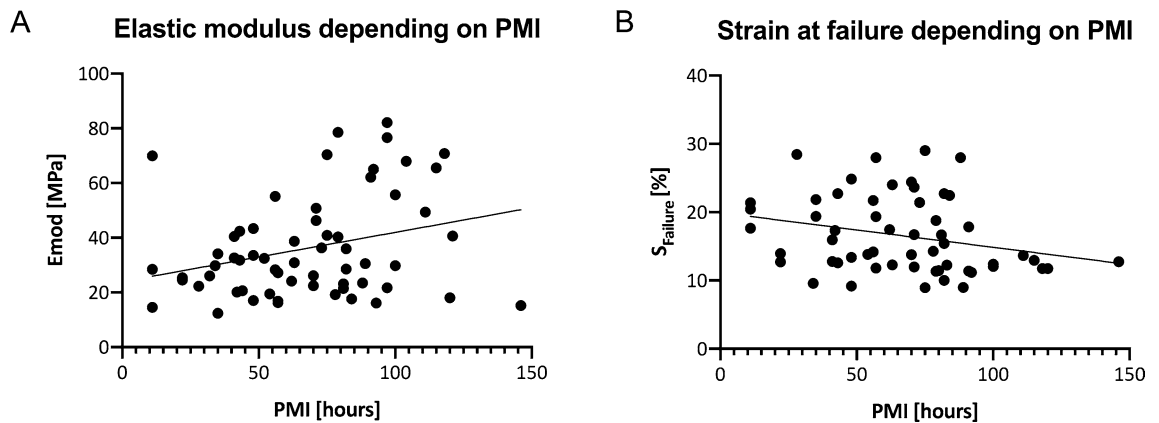 A
Elastic modulus depending on PMI
Emod [MPa]
100
80
60
40
20
0
0 50 100 150
PMI [hours]
B
Strain at failure depending on PMI
SFailure [%]
40
30
20
10
0
0 50 100 150
PMI [hours]